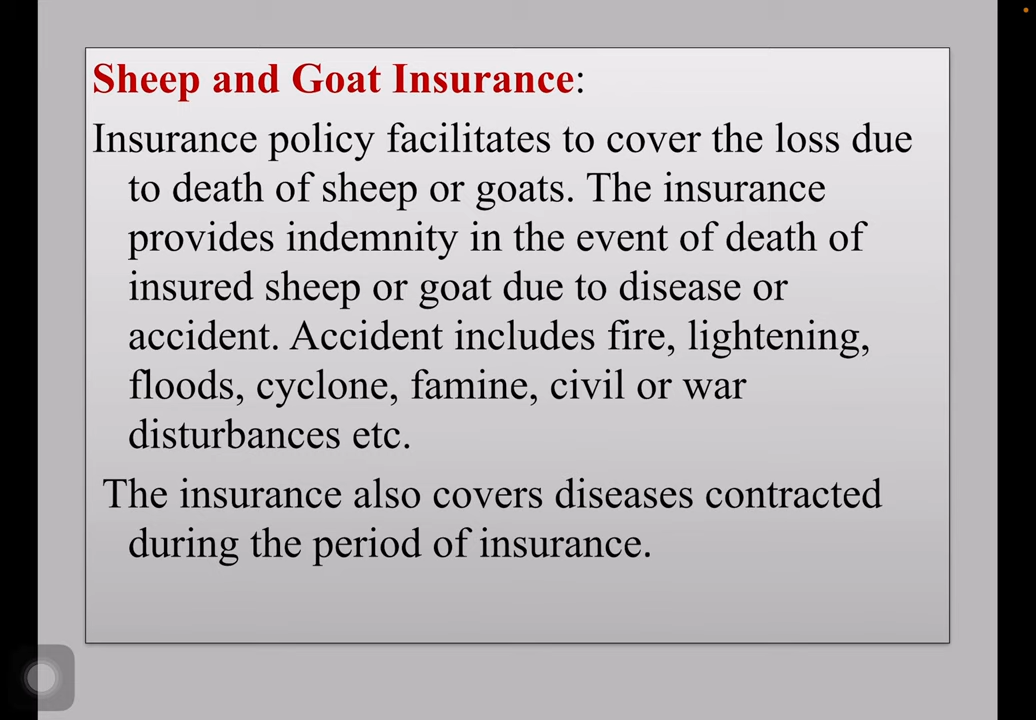 Sheep and Goat Insurance:
Insurance policy facilitates to cover the loss due
to death of sheep or goats. The insurance
provides indemnity in the event of death of
insured sheep or goat due to disease or
accident. Accident includes fire, lightening,
floods, cyclone, famine, civil or war
disturbances etc.
The insurance also covers diseases contracted
during the period of insurance.